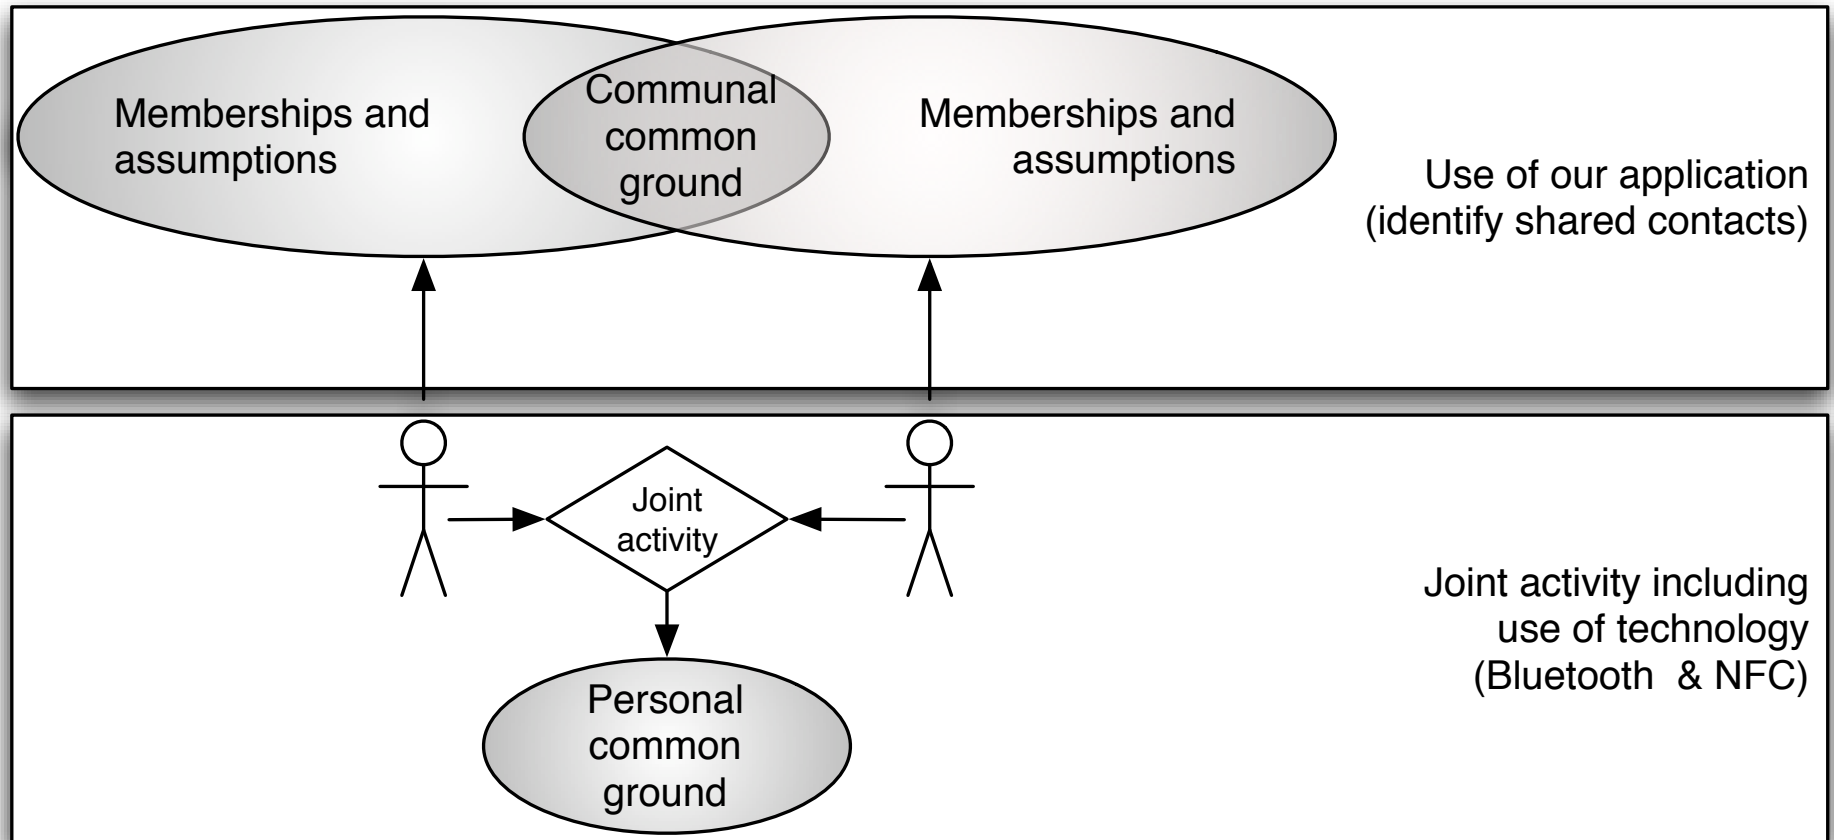 Memberships and
assumptions
Communal
common
ground
Memberships and
assumptions
Use of our application
(identify shared contacts)
Joint
activity
Joint activity including
use of technology
(Bluetooth & NFC)
Personal
common
ground